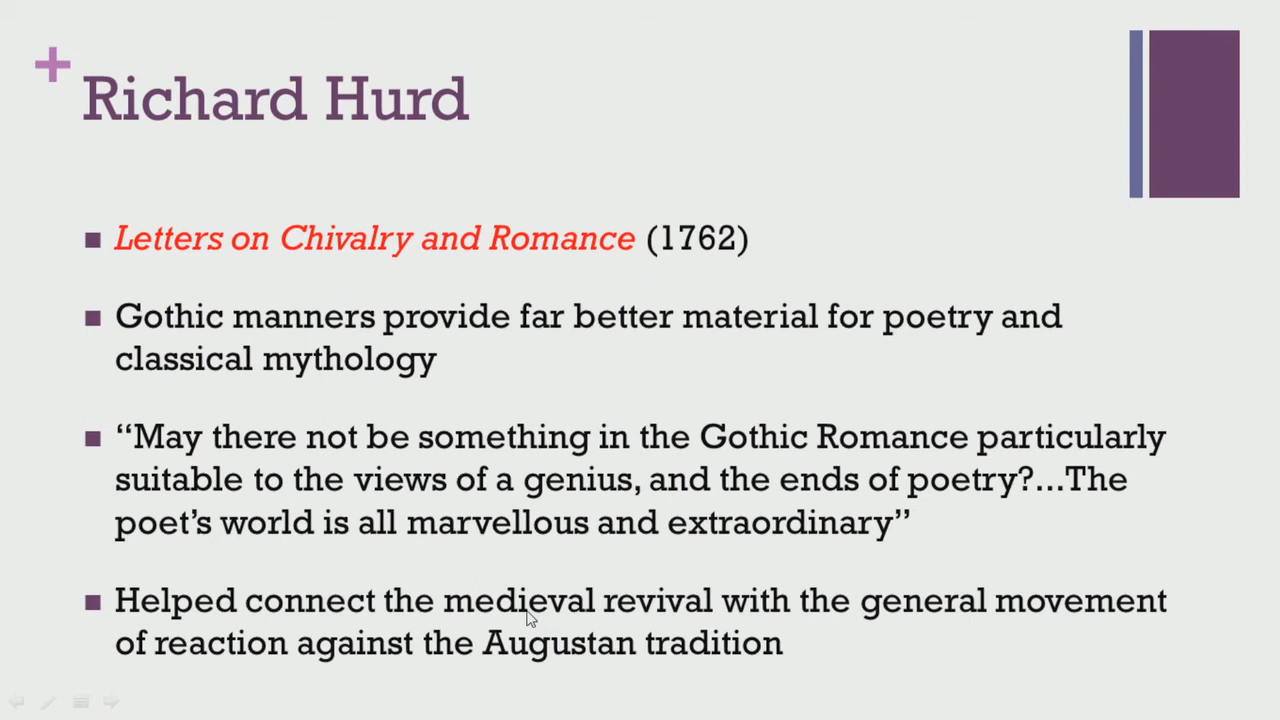 +
Richard Hurd
Letters on Chivalry and Romance (1762)
Gothic manners provide far better material for poetry and
classical mythology
“May there not be something in the Gothic Romance particularly
suitable to the views of a genius, and the ends of poetry?...The
poet’s world is all marvellous and extraordinary”
Helped connect the medieval revival with the general movement
of reaction against the Augustan tradition